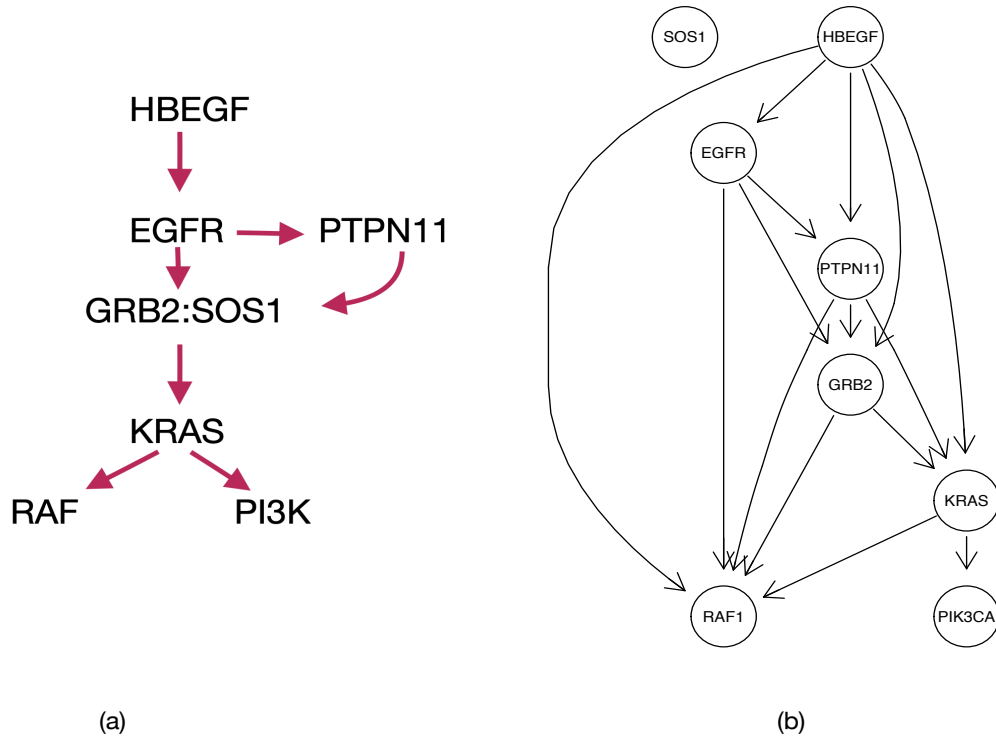 HBEGF
EGFR
PTPN11
GRB2:SOS1
KRAS
RAF
PI3K
(a)
SOS1
HBEGF
EGFR
PTPN11
GRB2
KRAS
RAF1
PIK3CA
(b)